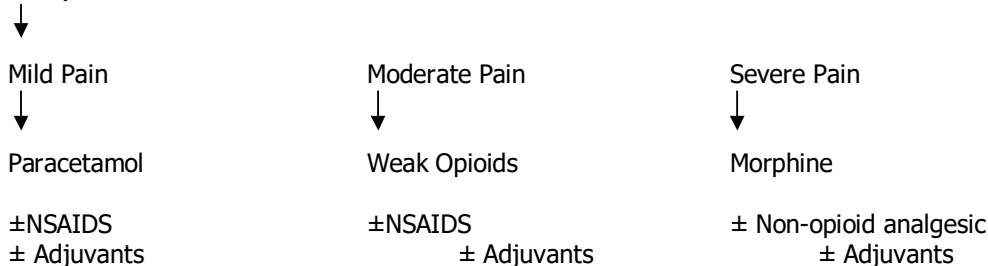 Mild Pain Moderate Pain Severe Pain
Paracetamol Weak Opioids Morphine
±NSAIDS ±NSAIDS ± Non-opioid analgesic
± Adjuvants ± Adjuvants ± Adjuvants